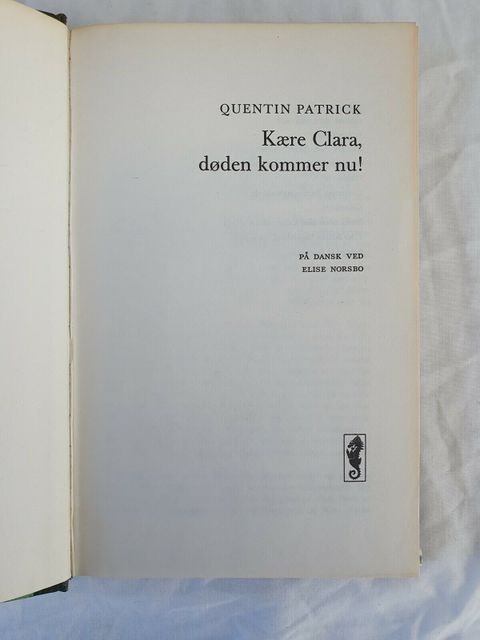 QUENTIN PATRICK
Kære Clara,
døden kommer nu!
PÅ DANSK VED
ELISE NORSBO